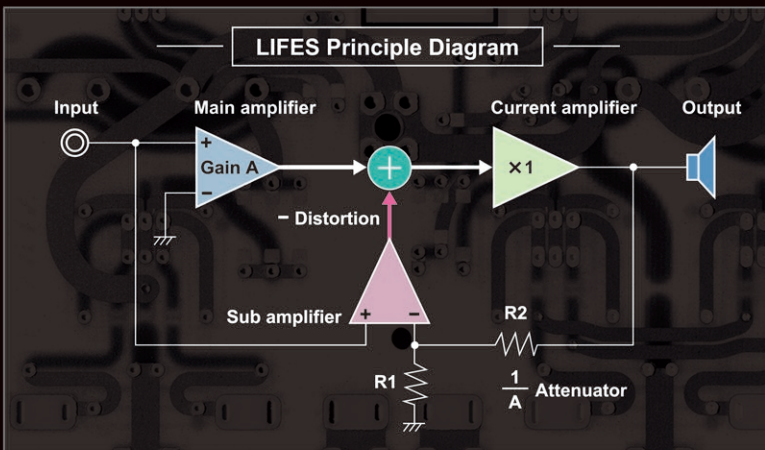 LIFES Principle Diagram
Input
Main amplifier
Current amplifier
Output
+
Gain A
−
+
×1
− Distortion
Sub amplifier
+
−
R2
R1
1
A
Attenuator